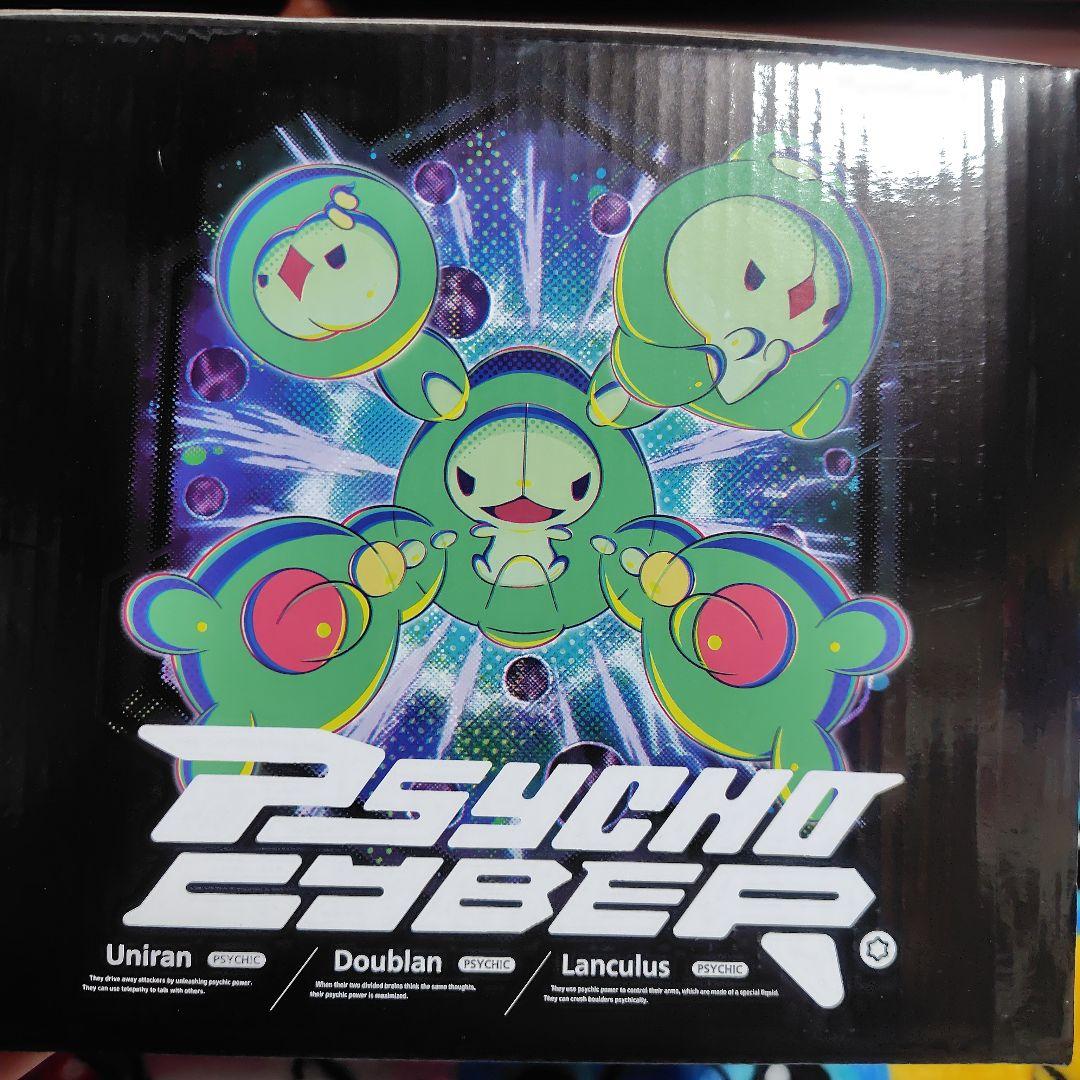 PSYCHO
CYBER
Uniran PSYCHIC
They drive away attackers by unleashing psychic power.
They can use telepathy to talk with others.
Doublan PSYCHIC
When their two divided brains think the same thoughts,
their psychic power is maximized.
Lanculus PSYCHIC
They use psychic power to control their arms, which are made of a special liquid.
They can crush boulders psychically.